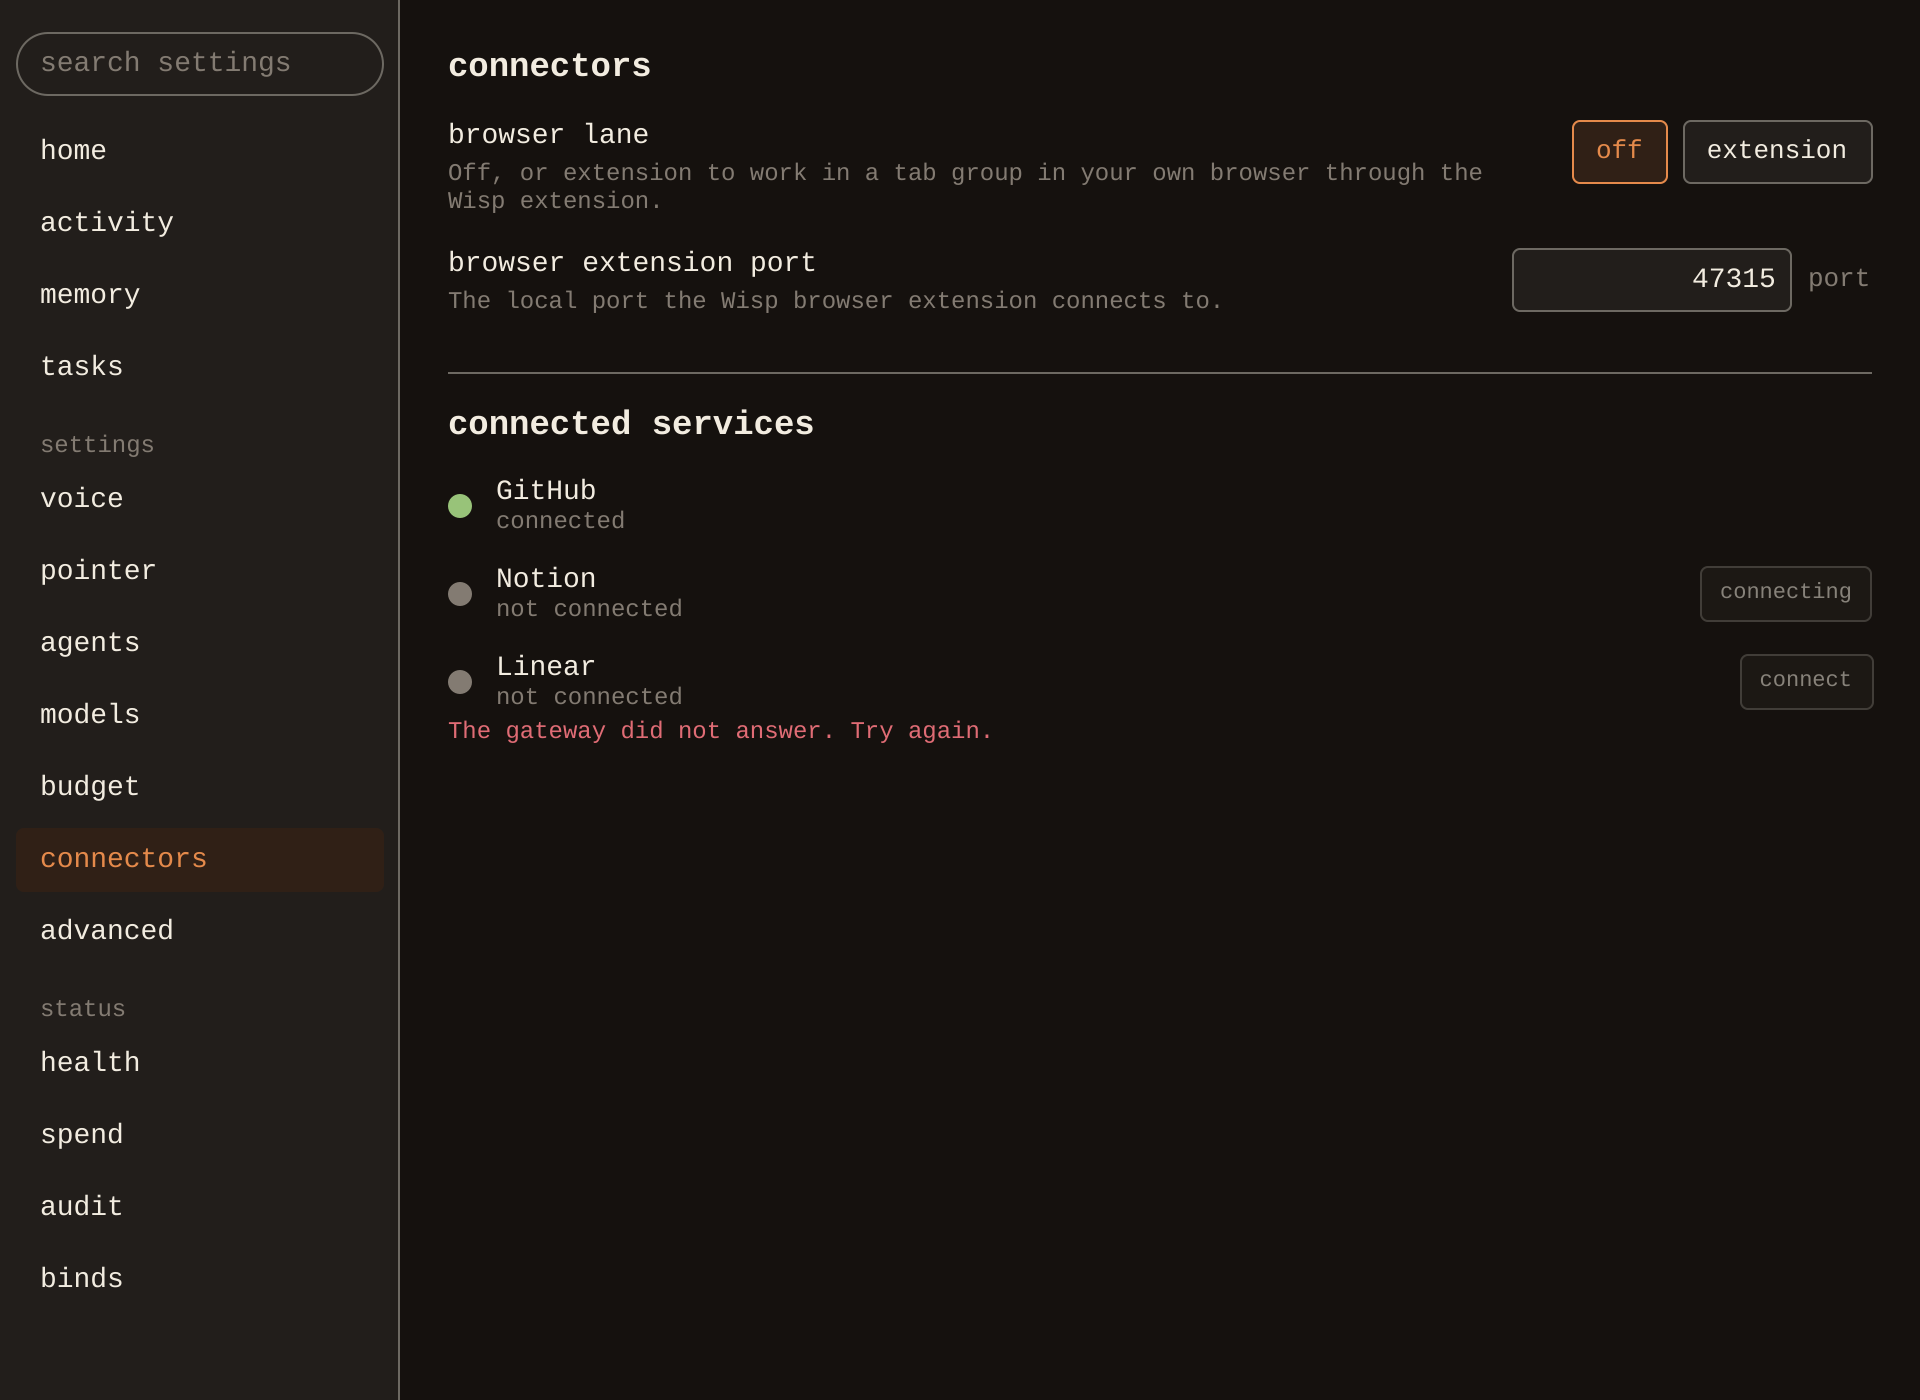 search settings
home
activity
memory
tasks
settings
voice
pointer
agents
models
budget
connectors
advanced
status
health
spend
audit
binds
connectors
browser lane
Off, or extension to work in a tab group in your own browser through the
Wisp extension.
off
extension
browser extension port
The local port the Wisp browser extension connects to.
47315
port
connected services
GitHub
connected
Notion
not connected
connecting
Linear
not connected
connect
The gateway did not answer. Try again.